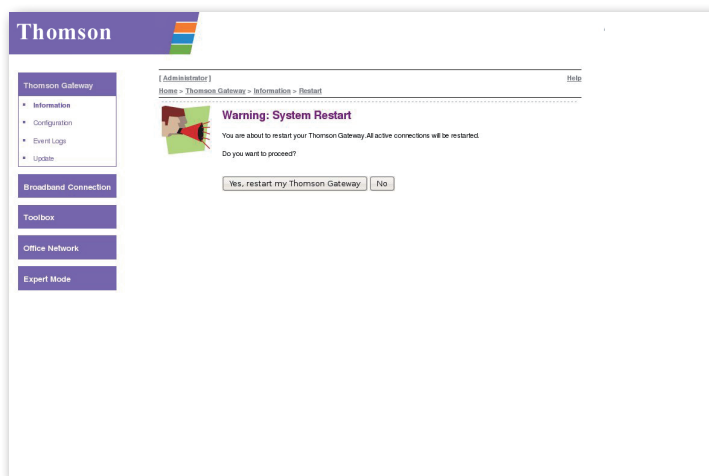 Thomson
Thomson Gateway
Information
Configuration
Event Logs
Update
Broadband Connection
Toolbox
Office Network
Expert Mode
[ Administrator ]
Help
Home > Thomson Gateway > Information > Restart
Warning: System Restart
You are about to restart your Thomson Gateway. All active connections will be restarted.
Do you want to proceed?
Yes, restart my Thomson Gateway
No